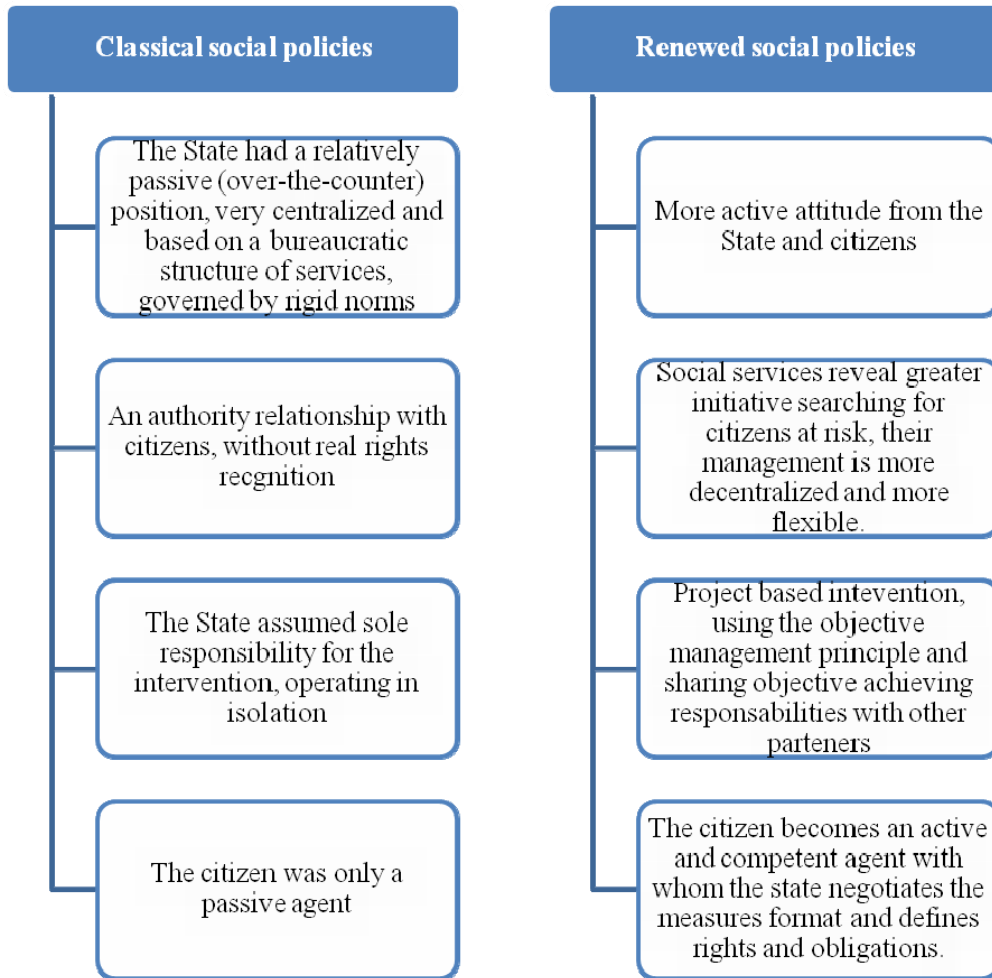 Classical social policies
The State had a relatively
passive (over-the-counter)
position, very centralized and
based on a bureaucratic
structure of services,
governed by rigid norms
An authority relationship with
citizens, without real rights
recgnition
The State assumed sole
responsibility for the
intervention, operating in
isolation
The citizen was only a
passive agent
Renewed social policies
More active attitude from the
State and citizens
Social services reveal greater
initiative searching for
citizens at risk, their
management is more
decentralized and more
flexible.
Project based intevention,
using the objective
management principle and
sharing objective achieving
responsabilities with other
parteners
The citizen becomes an active
and competent agent with
whom the state negotiates the
measures format and defines
rights and obligations.